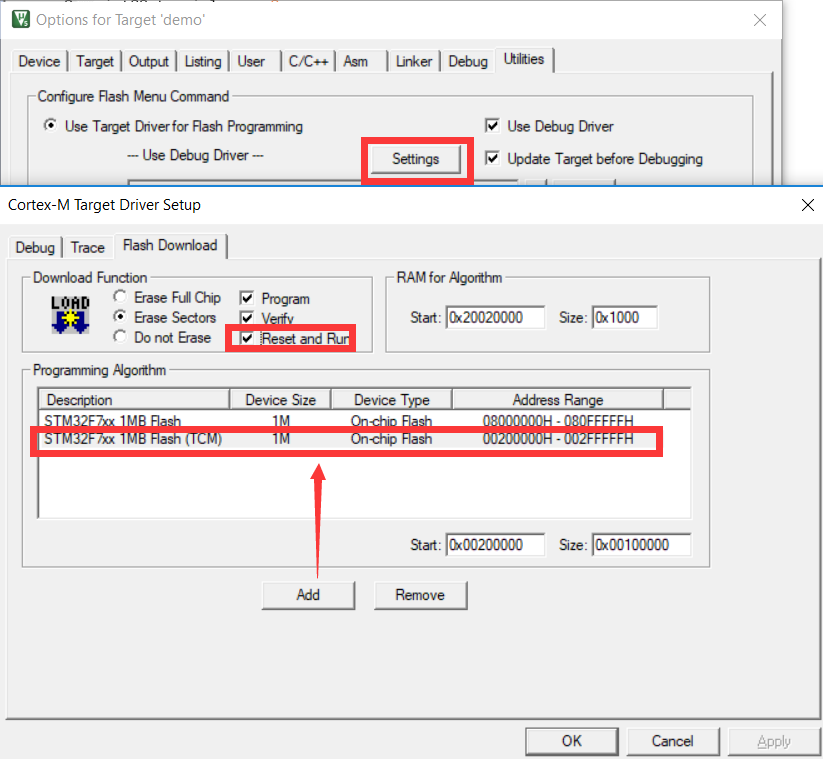 Options for Target 'demo'
Device Target Output Listing User C/C++ Asm Linker Debug Utilities
Configure Flash Menu Command
Use Target Driver for Flash Programming
Use Debug Driver
--- Use Debug Driver ---
Settings
Update Target before Debugging
Cortex-M Target Driver Setup
Debug Trace Flash Download
Download Function
LOAD
Erase Full Chip
Erase Sectors
Do not Erase
Program
Verify
Reset and Run
RAM for Algorithm
Start: 0x20020000 Size: 0x1000
Programming Algorithm
Description Device Size Device Type Address Range
STM32F7xx 1MB Flash 1M On-chip Flash 08000000H - 080FFFFFH
STM32F7xx 1MB Flash (TCM) 1M On-chip Flash 00200000H - 002FFFFFH
Start: 0x00200000 Size: 0x00100000
Add Remove
OK Cancel Apply